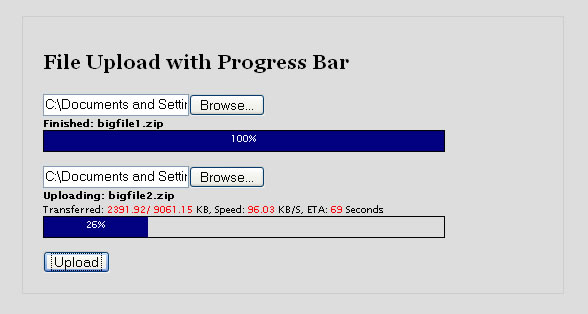 File Upload with Progress Bar
C:\Documents and Settir Browse...
Finished: bigfile1.zip
100%
C:\Documents and Settir Browse...
Uploading: bigfile2.zip
Transferred: 2391.92/ 9061.15 KB, Speed: 96.03 KB/S, ETA: 69 Seconds
26%
Upload